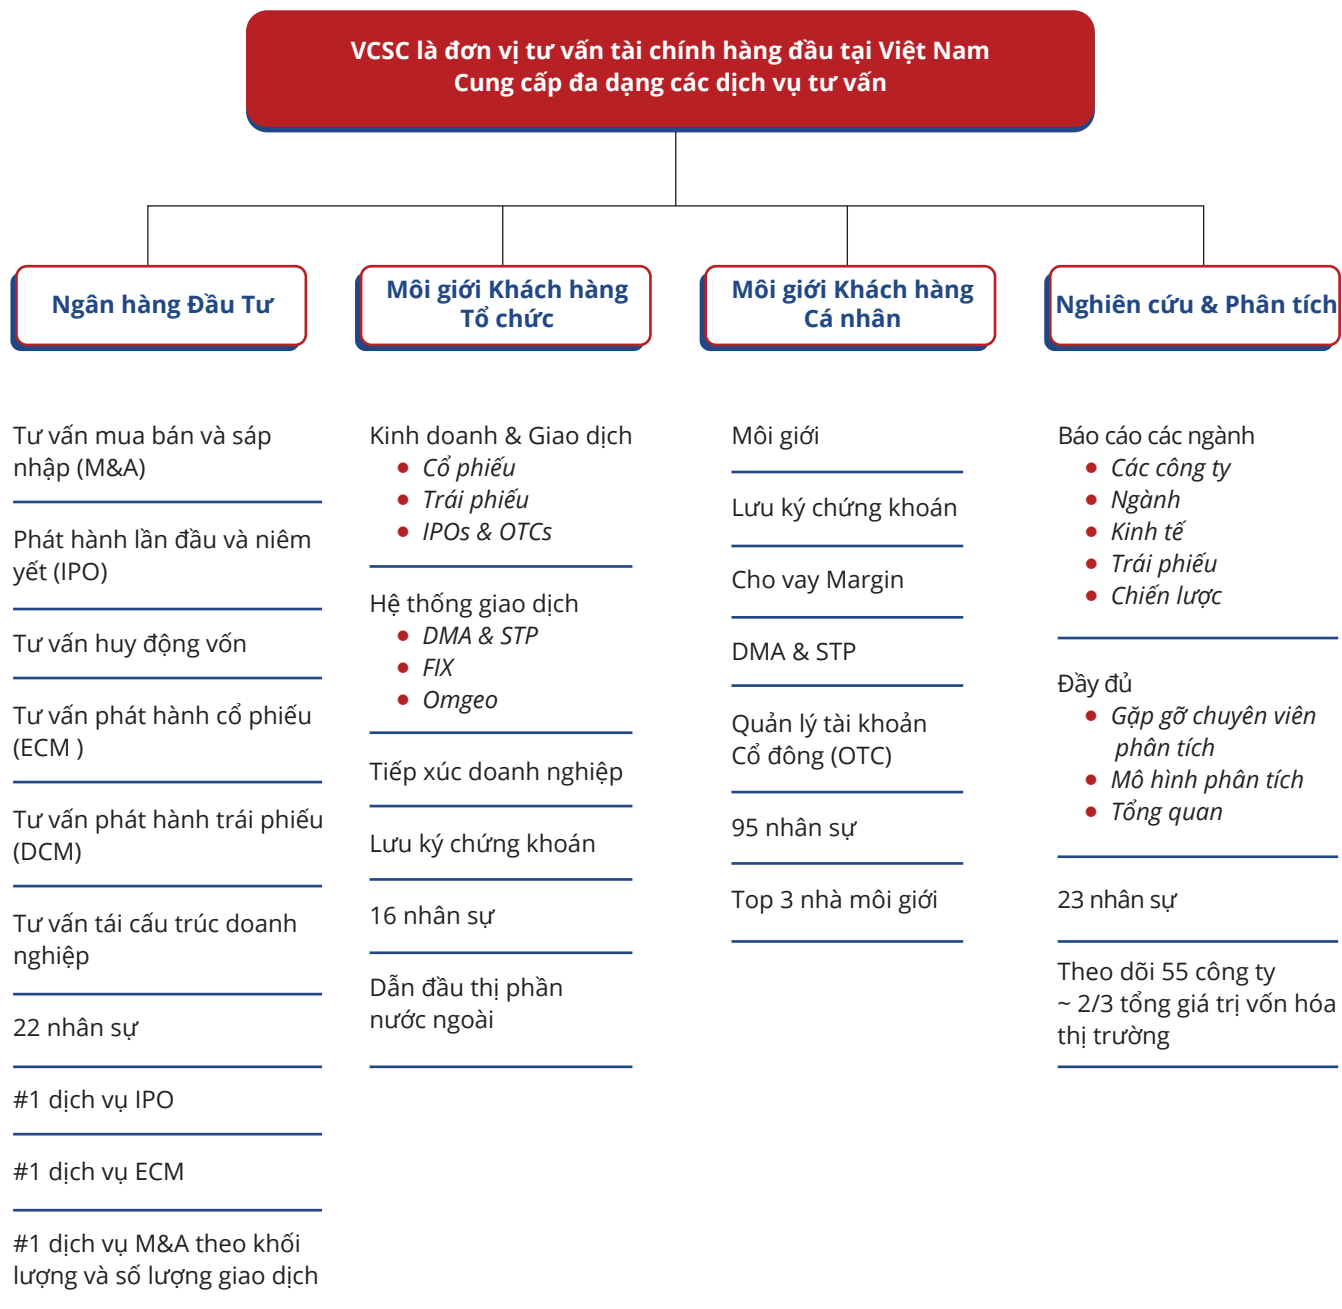 VCSC là đơn vị tư vấn tài chính hàng đầu tại Việt Nam
Cung cấp đa dạng các dịch vụ tư vấn
Ngân hàng Đầu Tư
Tư vấn mua bán và sáp
nhập (M&A)
Phát hành lần đầu và niêm
yết (IPO)
Tư vấn huy động vốn
Tư vấn phát hành cổ phiếu
(ECM )
Tư vấn phát hành trái phiếu
(DCM)
Tư vấn tái cấu trúc doanh
nghiệp
22 nhân sự
#1 dịch vụ IPO
#1 dịch vụ ECM
#1 dịch vụ M&A theo khối
lượng và số lượng giao dịch
Môi giới Khách hàng
Tổ chức
Kinh doanh & Giao dịch
• Cổ phiếu
• Trái phiếu
• IPOs & OTCs
Hệ thống giao dịch
• DMA & STP
• FIX
• Omgeo
Tiếp xúc doanh nghiệp
Lưu ký chứng khoán
16 nhân sự
Dẫn đầu thị phần
nước ngoài
Môi giới Khách hàng
Cá nhân
Môi giới
Lưu ký chứng khoán
Cho vay Margin
DMA & STP
Quản lý tài khoản
Cổ đông (OTC)
95 nhân sự
Top 3 nhà môi giới
Nghiên cứu & Phân tích
Báo cáo các ngành
• Các công ty
• Ngành
• Kinh tế
• Trái phiếu
• Chiến lược
Đầy đủ
• Gặp gỡ chuyên viên
phân tích
• Mô hình phân tích
• Tổng quan
23 nhân sự
Theo dõi 55 công ty
~ 2/3 tổng giá trị vốn hóa
thị trường